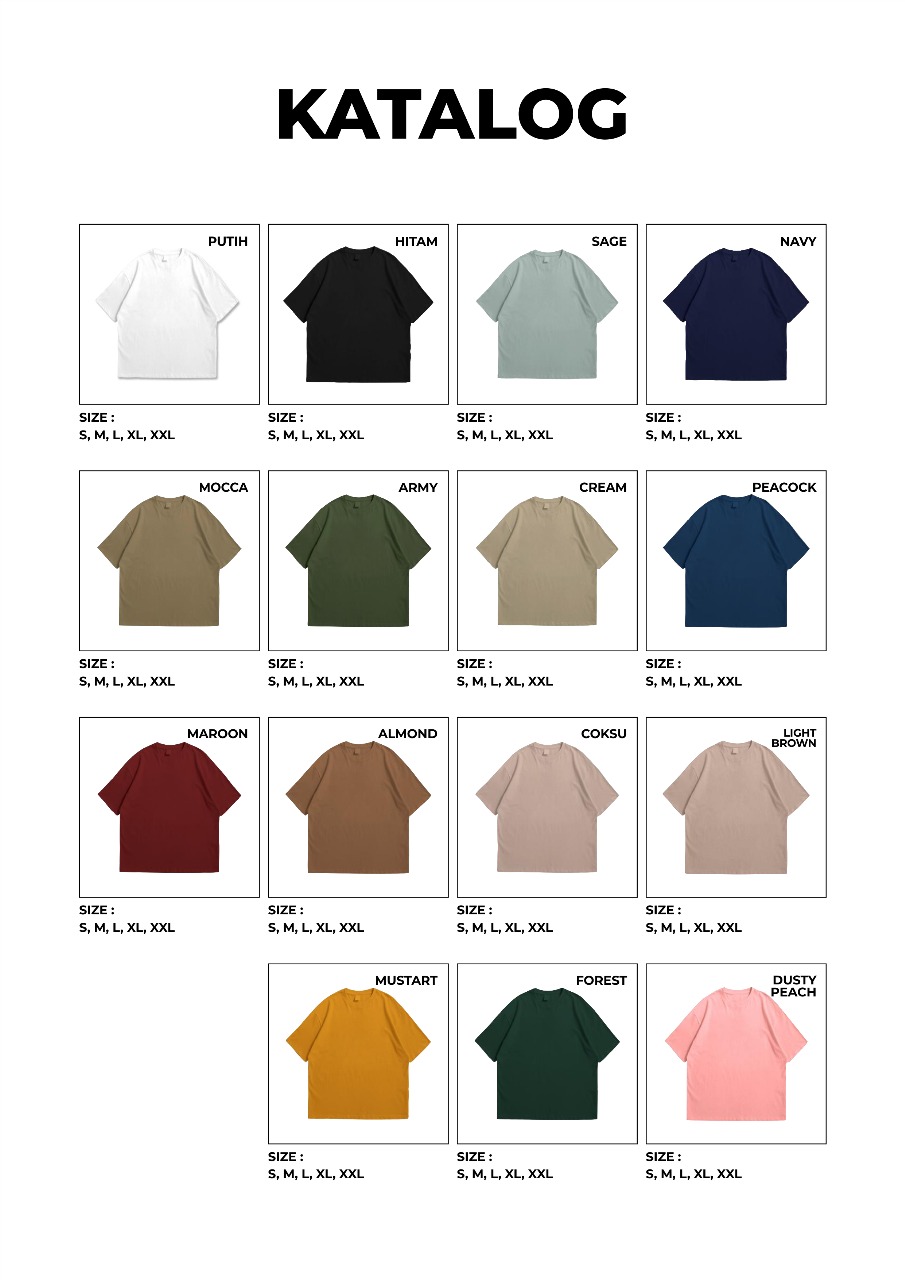 KATALOG
PUTIH
SIZE :
S, M, L, XL, XXL
HITAM
SIZE :
S, M, L, XL, XXL
SAGE
SIZE :
S, M, L, XL, XXL
NAVY
SIZE :
S, M, L, XL, XXL
MOCCA
SIZE :
S, M, L, XL, XXL
ARMY
SIZE :
S, M, L, XL, XXL
CREAM
SIZE :
S, M, L, XL, XXL
PEACOCK
SIZE :
S, M, L, XL, XXL
MAROON
SIZE :
S, M, L, XL, XXL
ALMOND
SIZE :
S, M, L, XL, XXL
COKSU
SIZE :
S, M, L, XL, XXL
LIGHT
BROWN
SIZE :
S, M, L, XL, XXL
MUSTART
SIZE :
S, M, L, XL, XXL
FOREST
SIZE :
S, M, L, XL, XXL
DUSTY
PEACH
SIZE :
S, M, L, XL, XXL